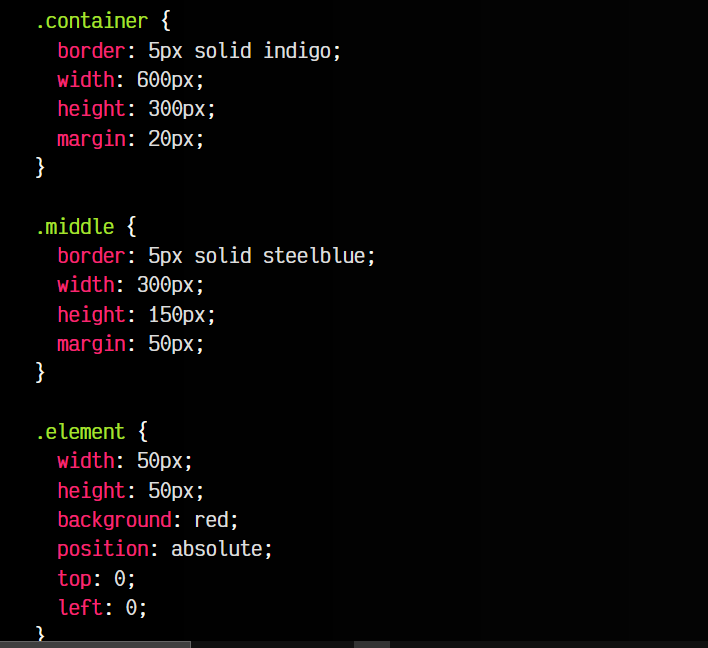 .container {
  border: 5px solid indigo;
  width: 600px;
  height: 300px;
  margin: 20px;
}
.middle {
  border: 5px solid steelblue;
  width: 300px;
  height: 150px;
  margin: 50px;
}
.element {
  width: 50px;
  height: 50px;
  background: red;
  position: absolute;
  top: 0;
  left: 0;
}